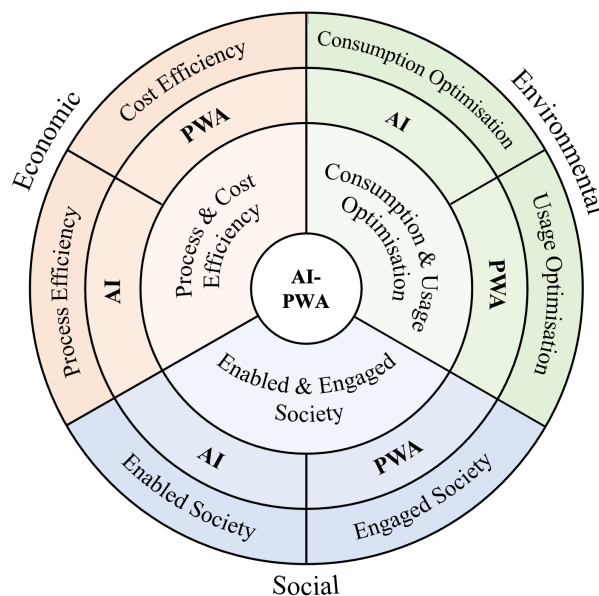 Economic
Environmental
Social
Cost Efficiency
Consumption Optimisation
Process Efficiency
Usage Optimisation
Enabled Society
Engaged Society
PWA
AI
AI
PWA
AI
PWA
Process & Cost
Efficiency
Consumption & Usage
Optimisation
Enabled & Engaged
Society
AI-
PWA